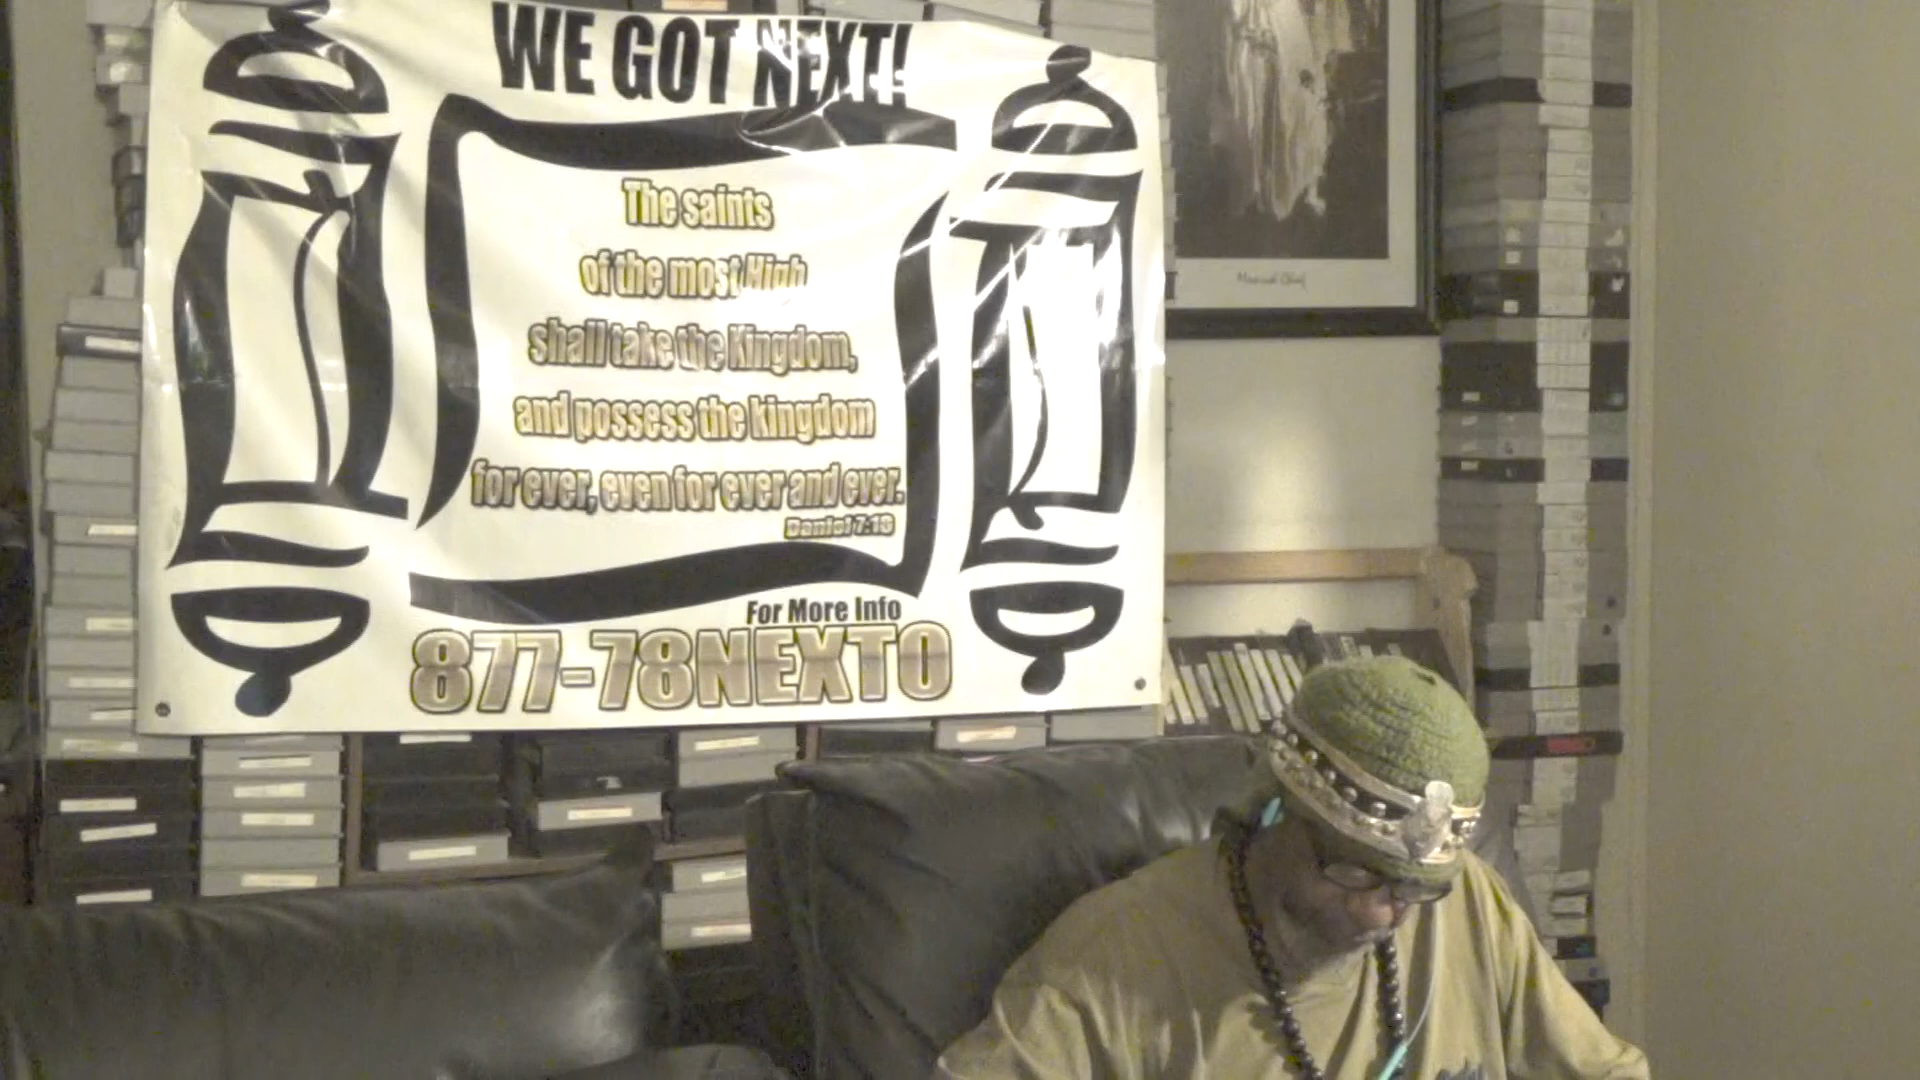 WE GOT NEXT!
The saints
of the most High
shall take the Kingdom,
and possess the kingdom
for ever, even for ever and ever.
Daniel 7:18
For More Info
877-78NEXTO